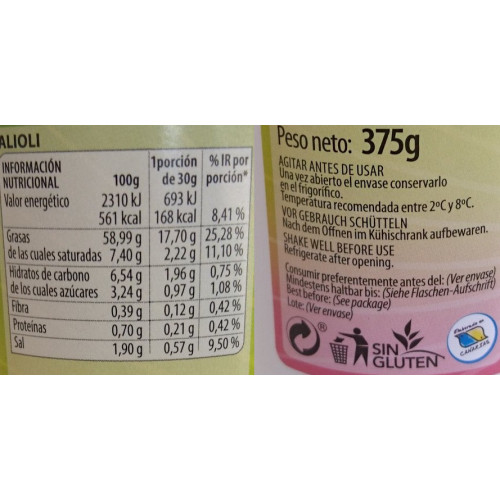 ALIOLI
INFORMACIÓN NUTRICIONAL 100g 1porción de 30g % IR por porción*
Valor energético 2310 kJ 693 kJ
561 kcal 168 kcal 8,41 %
Grasas 58,99 g 17,70 g 25,28 %
de las cuales saturadas 7,40 g 2,22 g 11,10 %
Hidratos de carbono 6,54 g 1,96 g 0,75 %
de los cuales azúcares 3,24 g 0,97 g 1,08 %
Fibra 0,39 g 0,12 g 0,42 %
Proteínas 0,70 g 0,21 g 0,42 %
Sal 1,90 g 0,57 g 9,50 %
Peso neto: 375g
AGITAR ANTES DE USAR
Una vez abierto el envase conservarlo
en el frigorífico.
Temperatura recomendada entre 2ºC y 8ºC.
VOR GEBRAUCH SCHÜTTELN
Nach dem Öffnen im Kühlschrank aufbewaren.
SHAKE WELL BEFORE USE
Refrigerate after opening.
Consumir preferentemente antes del: (Ver envase)
Mindestens haltbar bis: (Siehe Flaschen-Aufschrift)
Best before: (See package)
Lote: (Ver envase)
®
SIN
GLUTEN
CANARIAS